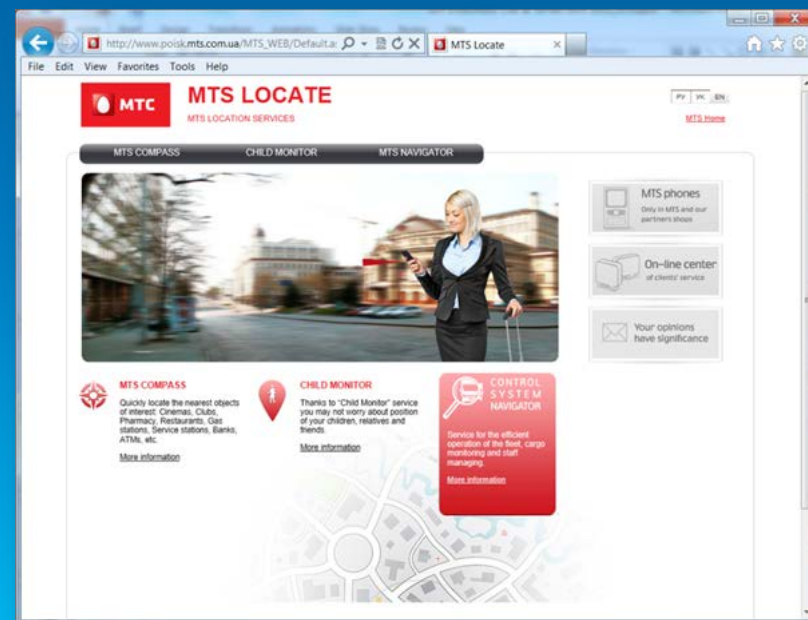 http://www.poisk.mts.com.ua/MTS_WEB/Default.a:
MTS Locate
File Edit View Favorites Tools Help
МТС
MTS LOCATE
MTS LOCATION SERVICES
РУ УК EN
MTS Home
MTS COMPASS CHILD MONITOR MTS NAVIGATOR
MTS phones
Only in MTS and our
partners shops
On-line center
of clients' service
Your opinions
have significance
MTS COMPASS
Quickly locate the nearest objects
of interest: Cinemas, Clubs,
Pharmacy, Restaurants, Gas
stations, Service stations, Banks,
ATMs, etc.
More information
CHILD MONITOR
Thanks to "Child Monitor" service
you may not worry about position
of your children, relatives and
friends.
More information
CONTROL
SYSTEM
NAVIGATOR
Service for the efficient
operation of the fleet, cargo
monitoring and staff
managing.
More information